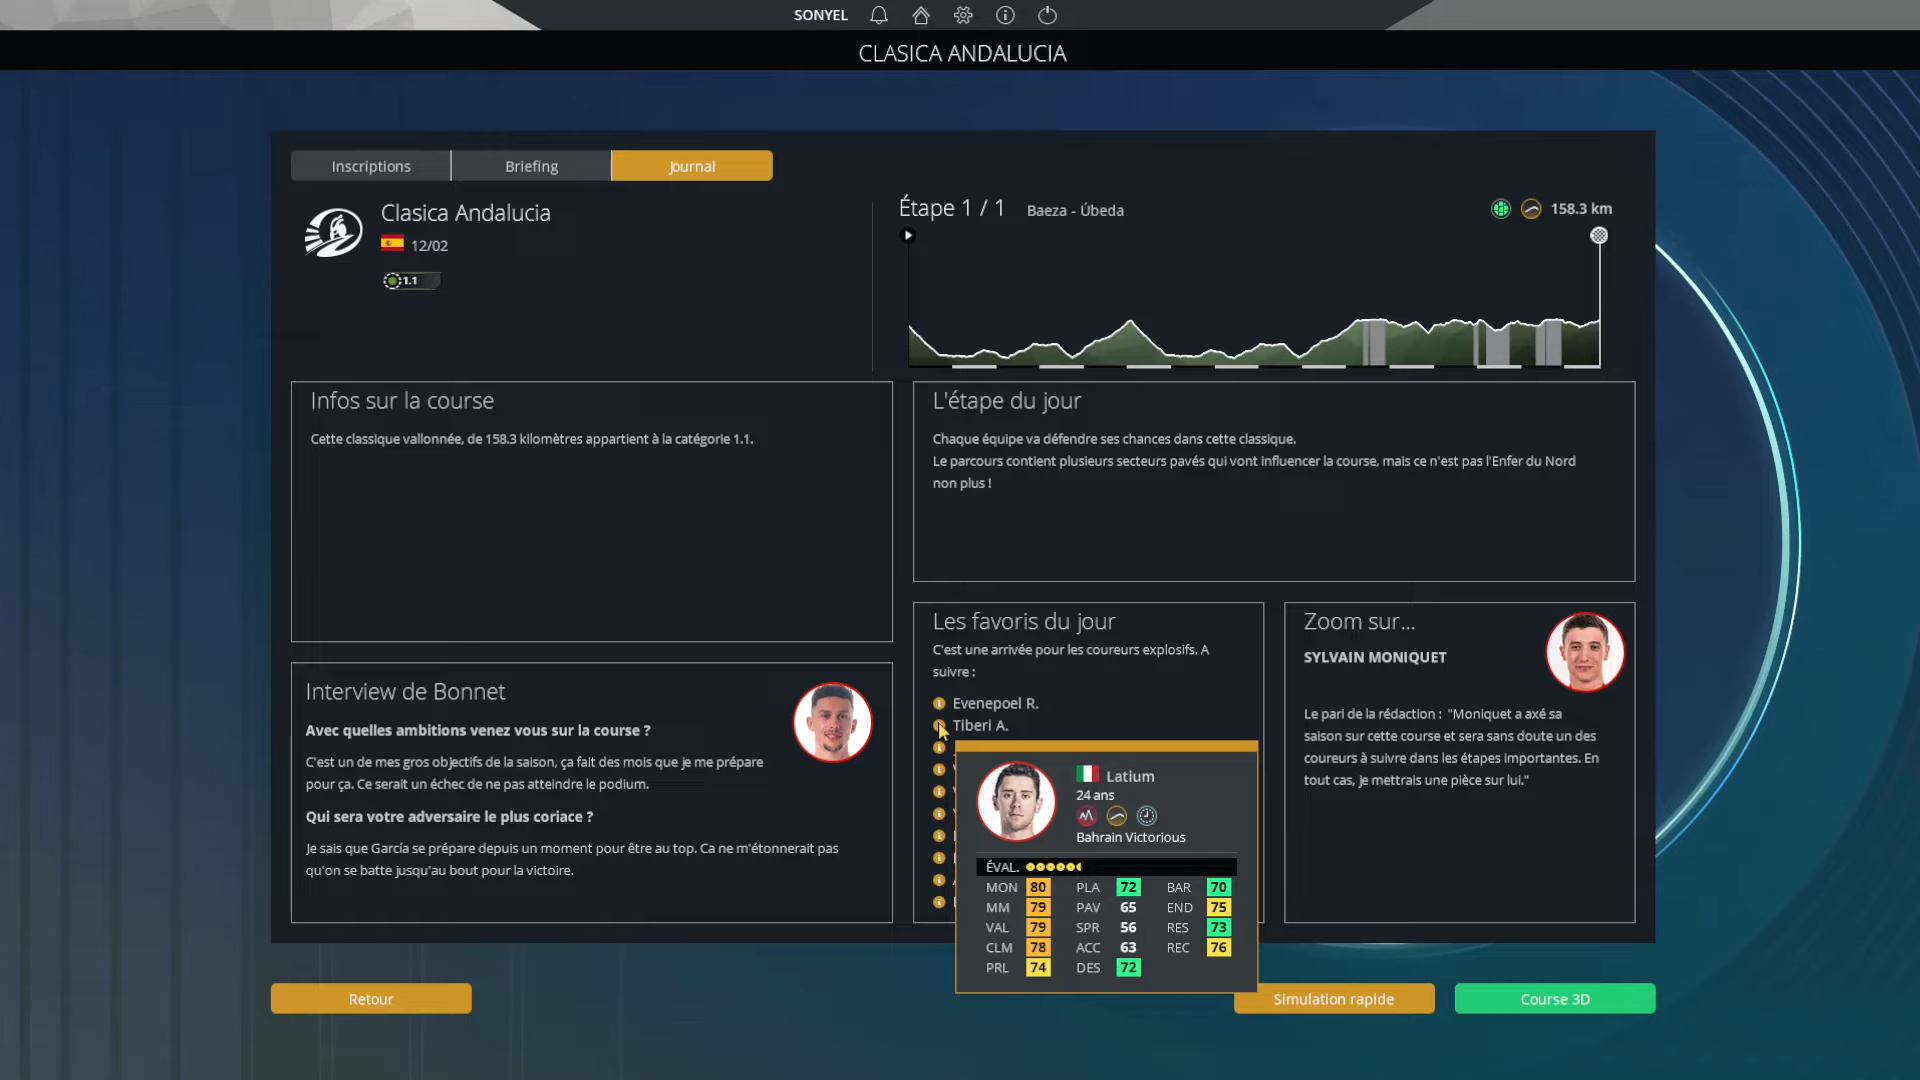 SONYEL
CLASICA ANDALUCIA
Inscriptions
Briefing
Journal
Clasica Andalucia
12/02
1.1
Étape 1 / 1
Baeza - Úbeda
158.3 km
Infos sur la course
Cette classique vallonnée, de 158.3 kilomètres appartient à la catégorie 1.1.
L'étape du jour
Chaque équipe va défendre ses chances dans cette classique.
Le parcours contient plusieurs secteurs pavés qui vont influencer la course, mais ce n'est pas l'Enfer du Nord
non plus !
Interview de Bonnet
Avec quelles ambitions venez vous sur la course ?
C'est un de mes gros objectifs de la saison, ça fait des mois que je me prépare
pour ça. Ce serait un échec de ne pas atteindre le podium.
Qui sera votre adversaire le plus coriace ?
Je sais que García se prépare depuis un moment pour être au top. Ca ne m'étonnerait pas
qu'on se batte jusqu'au bout pour la victoire.
Les favoris du jour
C'est une arrivée pour les coureurs explosifs. A
suivre :
Evenepoel R.
Tiberi A.
Latium
24 ans
Bahrain Victorious
ÉVAL.
MON 80 PLA 72 BAR 70
MM 79 PAV 65 END 75
VAL 79 SPR 56 RES 73
CLM 78 ACC 63 REC 76
PRL 74 DES 72
Zoom sur...
SYLVAIN MONIQUET
Le pari de la rédaction : "Moniquet a axé sa
saison sur cette course et sera sans doute un des
coureurs à suivre dans les étapes importantes. En
tout cas, je mettrais une pièce sur lui."
Retour
Simulation rapide
Course 3D